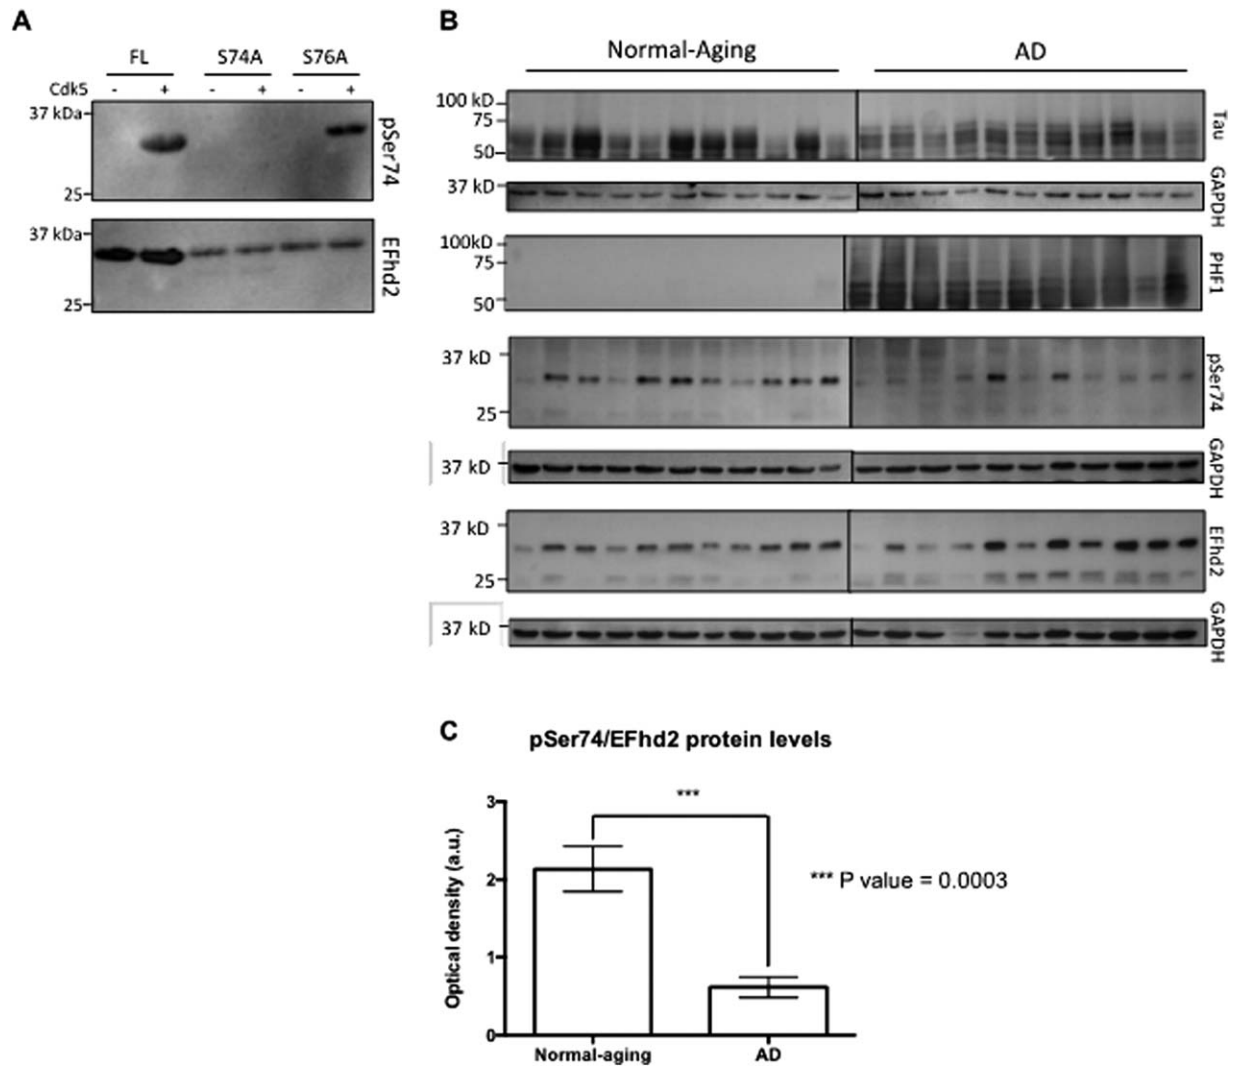 A
FL S74A S76A
Cdk5 - + - + - +
37 kDa
25
pSer74
37 kDa
25
EFhd2
B
Normal-Aging AD
100 kD
75
50
Tau
37 kD
GAPDH
100kD
75
50
PHF1
37 kD
25
pSer74
37 kD
GAPDH
37 kD
25
EFhd2
37 kD
GAPDH
C
pSer74/EFhd2 protein levels
Optical density (a.u.)
3
2
1
0
***
*** P value = 0.0003
Normal-aging AD